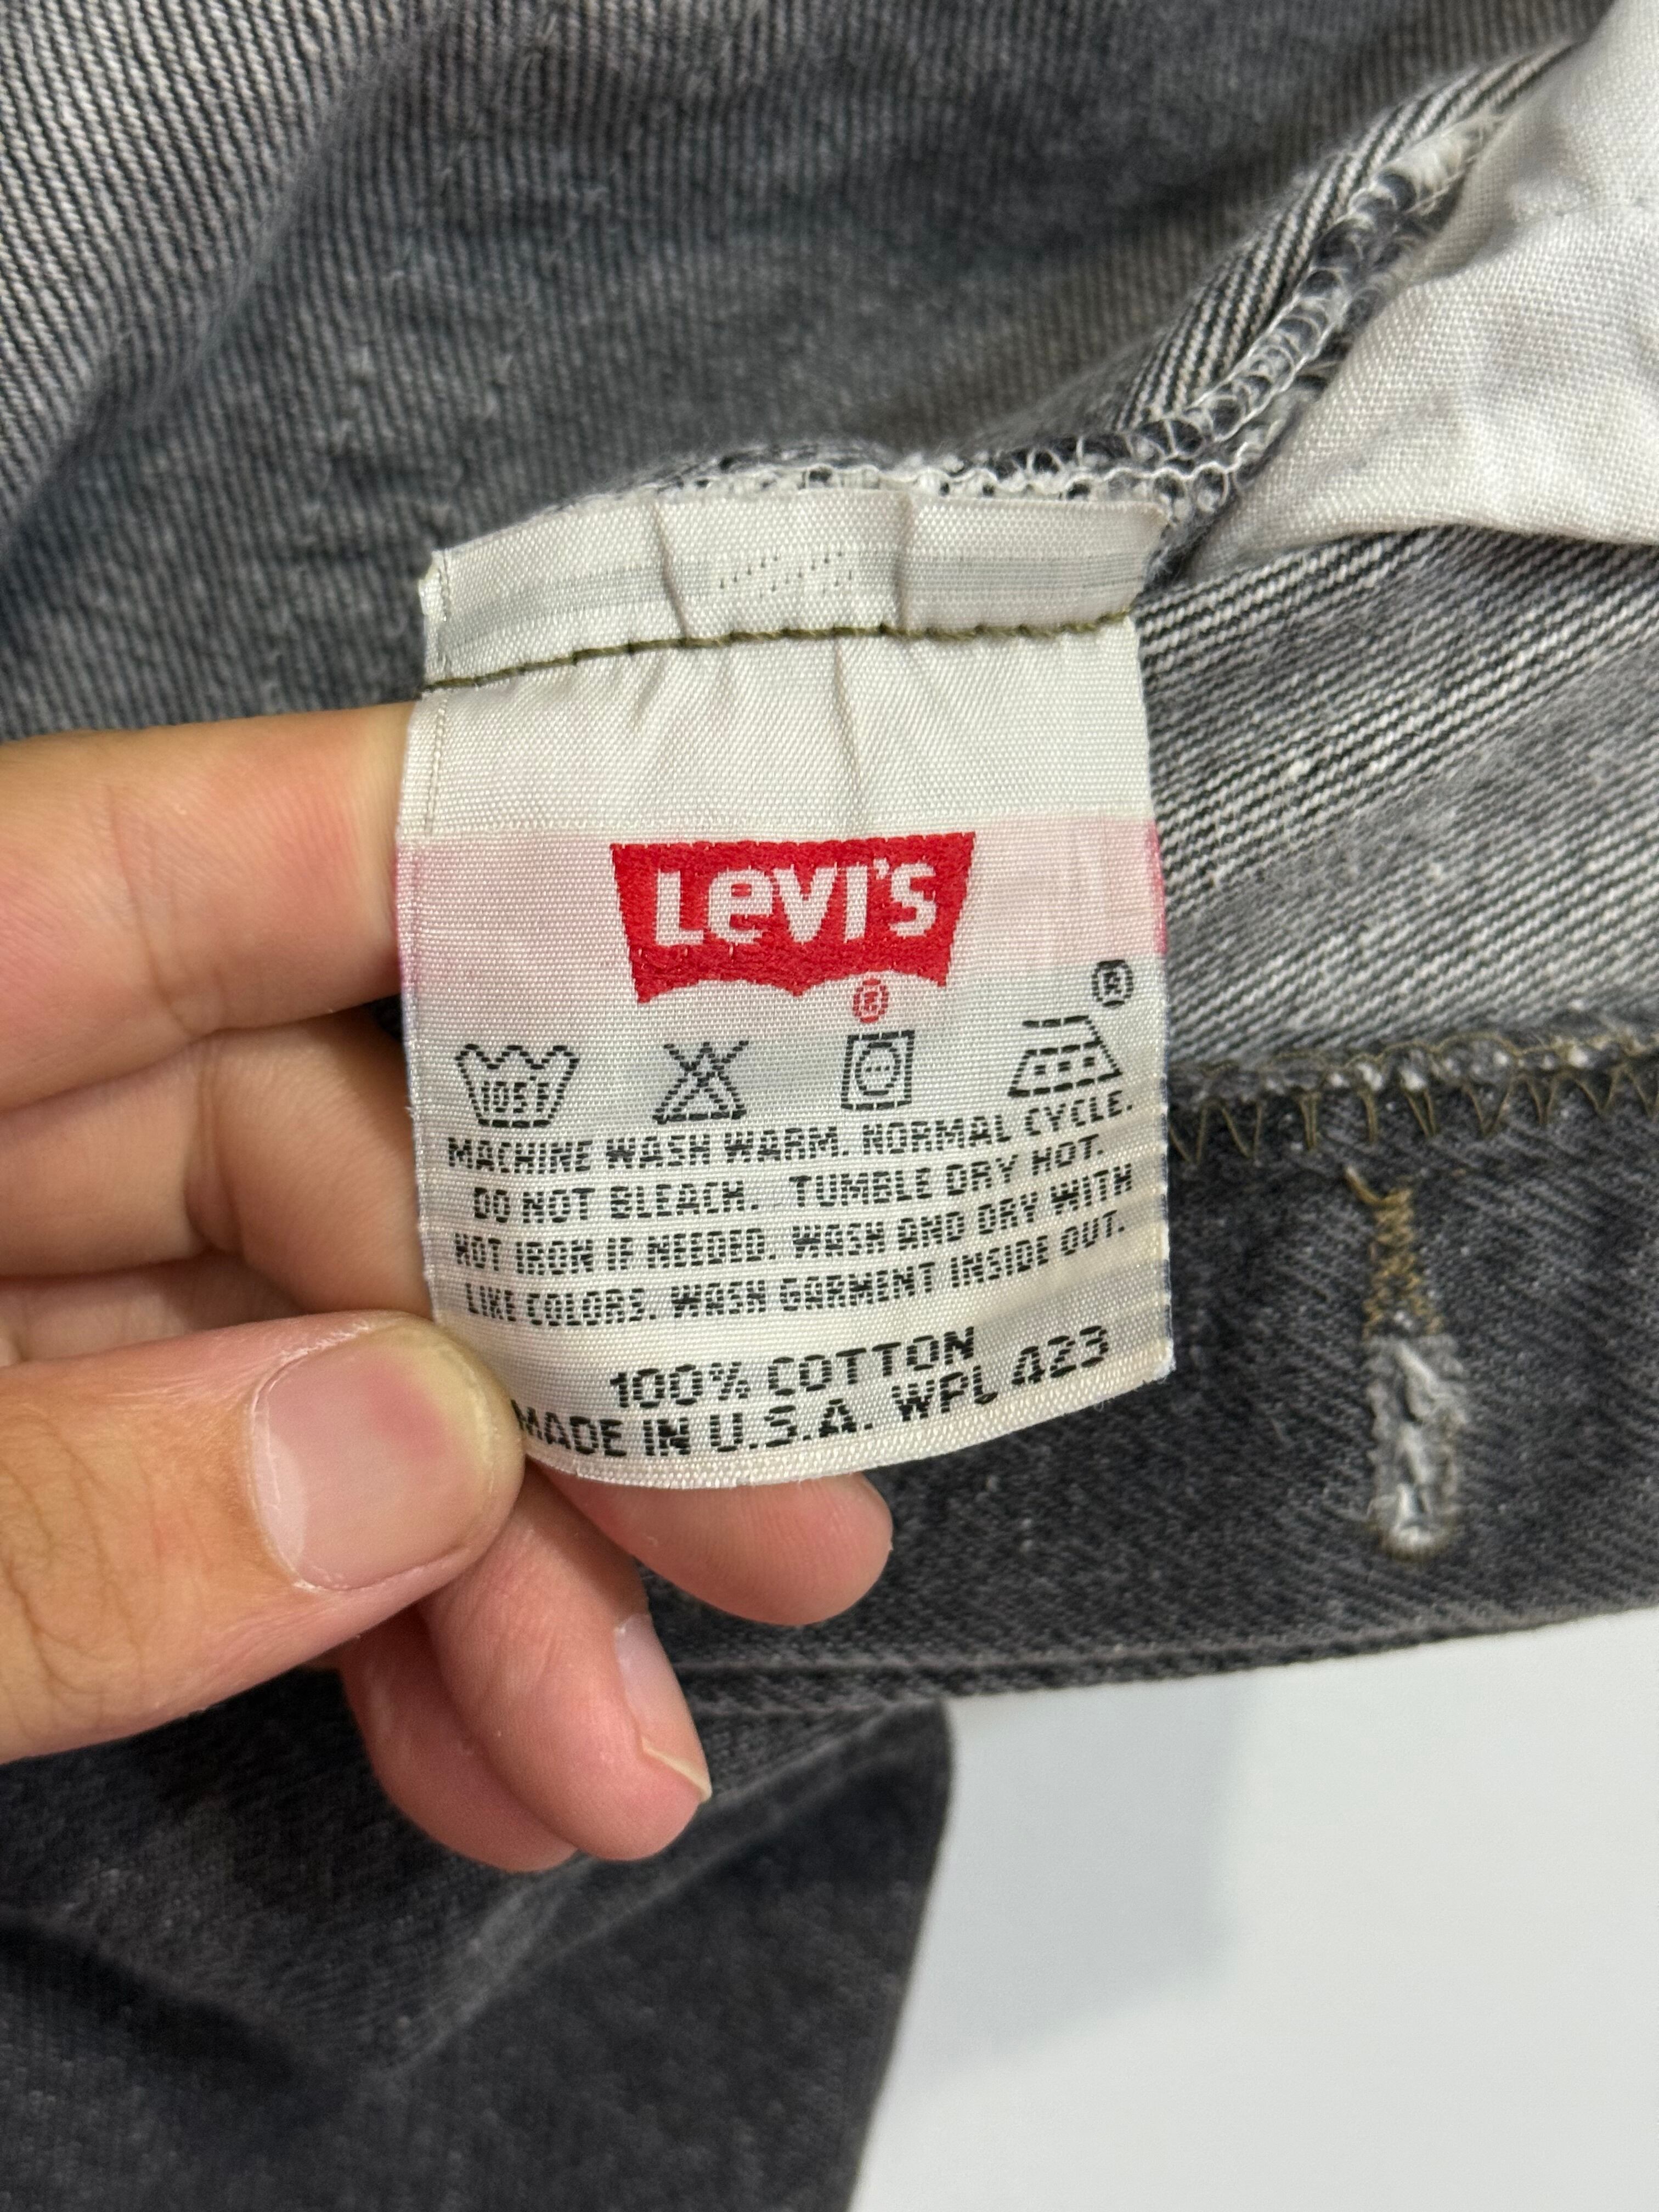 Levi's
®
®
105F
MACHINE WASH WARM. NORMAL CYCLE.
DO NOT BLEACH. TUMBLE DRY HOT.
HOT IRON IF NEEDED. WASH AND DRY WITH
LIKE COLORS. WASH GARMENT INSIDE OUT.
100% COTTON
MADE IN U.S.A. WPL 423